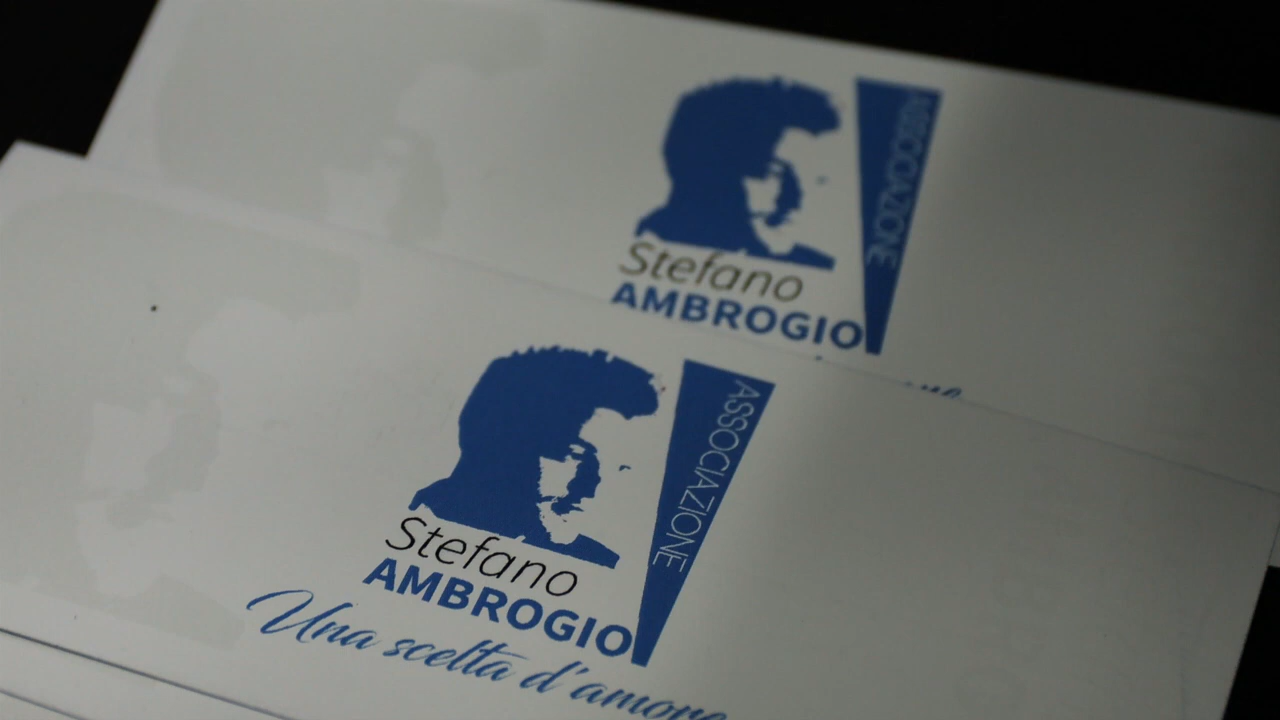 ASSOCIAZIONE
Stefano
AMBROGIO
ASSOCIAZIONE
Stefano
AMBROGIO
Una scelta d'amore